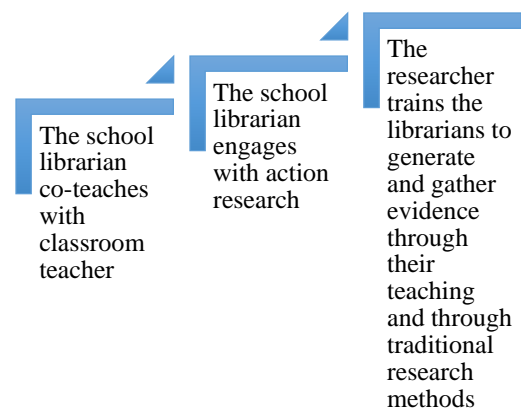 The school
librarian
co-teaches
with
classroom
teacher
The school
librarian
engages
with action
research
The
researcher
trains the
librarians to
generate
and gather
evidence
through
their
teaching
and through
traditional
research
methods